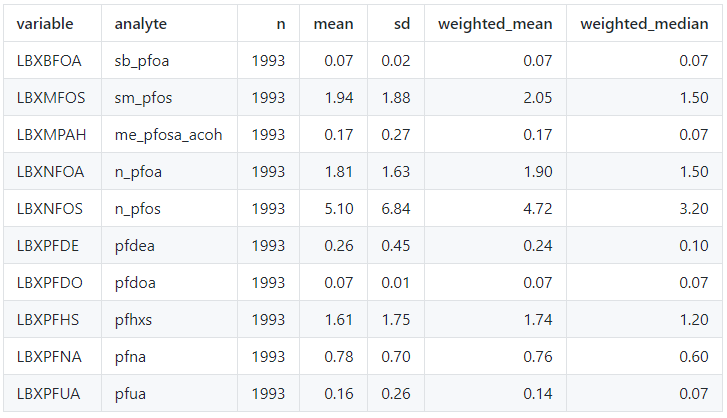 variable analyte n mean sd weighted_mean weighted_median
LBXBFOA sb_pfoa 1993 0.07 0.02 0.07 0.07
LBXMFOS sm_pfos 1993 1.94 1.88 2.05 1.50
LBXMPAH me_pfosa_acoh 1993 0.17 0.27 0.17 0.07
LBXNFOA n_pfoa 1993 1.81 1.63 1.90 1.50
LBXNFOS n_pfos 1993 5.10 6.84 4.72 3.20
LBXPFDE pfdea 1993 0.26 0.45 0.24 0.10
LBXPFDO pfdoa 1993 0.07 0.01 0.07 0.07
LBXPFHS pfhxs 1993 1.61 1.75 1.74 1.20
LBXPFNA pfna 1993 0.78 0.70 0.76 0.60
LBXPFUA pfua 1993 0.16 0.26 0.14 0.07